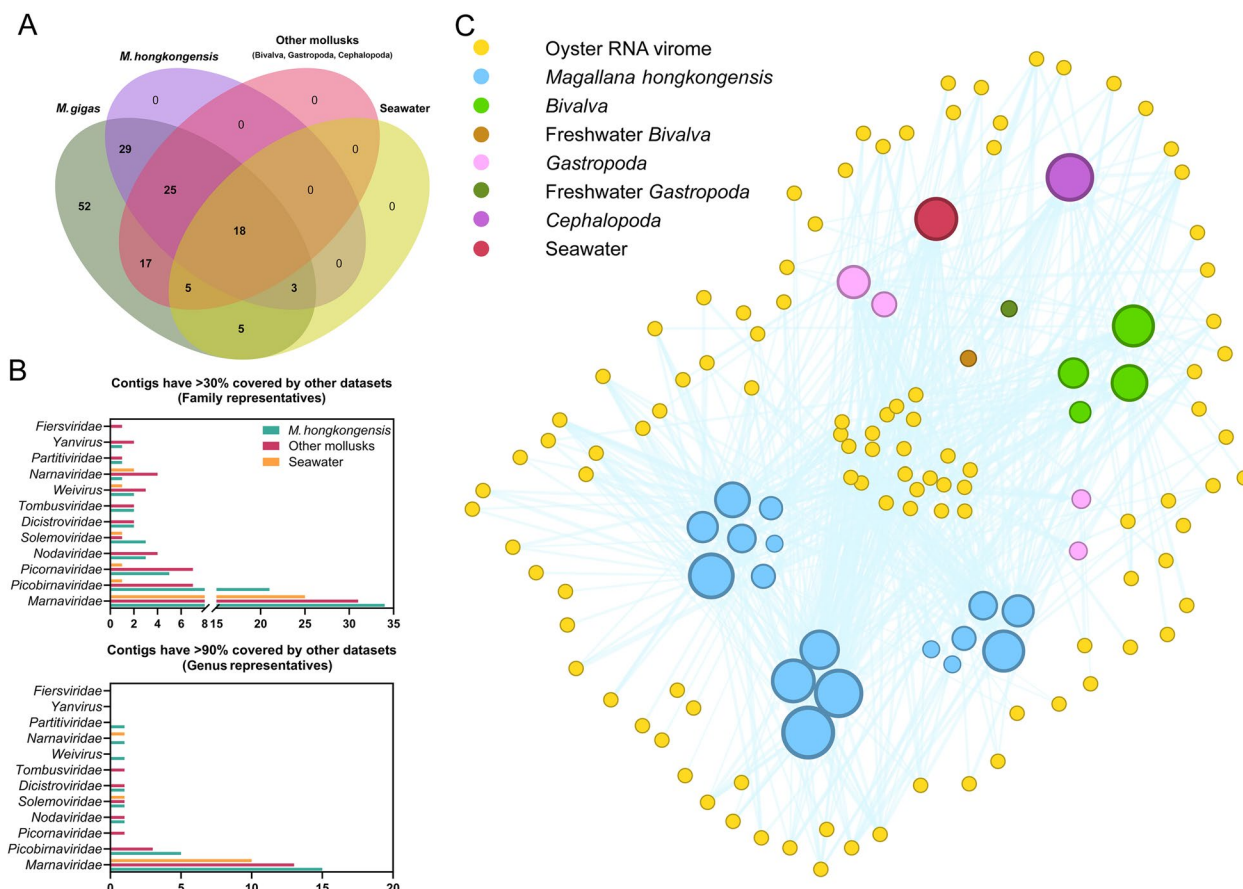 A
M. hongkongensis
Other mollusks
(Bivalva, Gastropoda, Cephalopoda)
M. gigas
Seawater
0
0
29
0
0
52
25
0
0
18
17
0
5
3
5
B
Contigs have >30% covered by other datasets
(Family representatives)
Fiersviridae
Yanvirus
Partitiviridae
Narnaviridae
Weivirus
Tombusviridae
Dicistroviridae
Solemoviridae
Nodaviridae
Picornaviridae
Picobirnaviridae
Marnaviridae
M. hongkongensis
Other mollusks
Seawater
0 2 4 6 8 15 20 25 30 35
Contigs have >90% covered by other datasets
(Genus representatives)
Fiersviridae
Yanvirus
Partitiviridae
Narnaviridae
Weivirus
Tombusviridae
Dicistroviridae
Solemoviridae
Nodaviridae
Picornaviridae
Picobirnaviridae
Marnaviridae
0 5 10 15 20
C
Oyster RNA virome
Magallana hongkongensis
Bivalva
Freshwater Bivalva
Gastropoda
Freshwater Gastropoda
Cephalopoda
Seawater